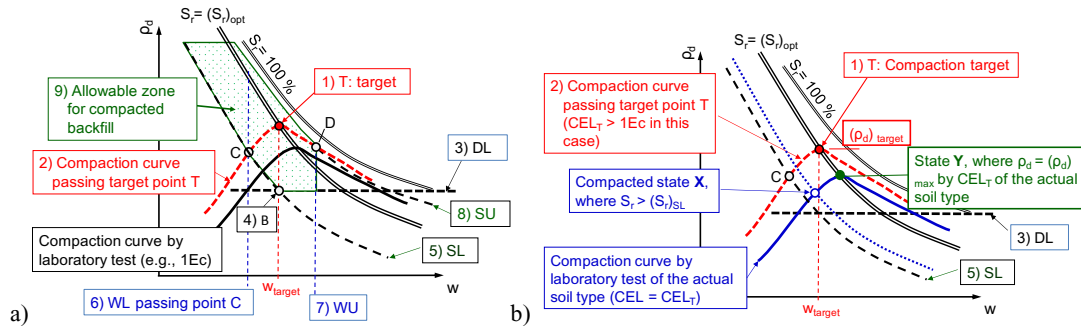 a)
ρd
Sr= (Sr)opt
Sr= 100 %
9) Allowable zone
for compacted
backfill
1) T: target
D
C
3) DL
2) Compaction curve
passing target point T
4) B
8) SU
Compaction curve by
laboratory test (e.g., 1Ec)
5) SL
w
wtarget
6) WL passing point C
7) WU
b)
ρd
Sr= (Sr)opt
Sr= 100 %
1) T: Compaction target
2) Compaction curve
passing target point T
(CELT > 1Ec in this
case)
(ρd) target
C
State Y, where ρd = (ρd)
max by CELT of the actual
soil type
Compacted state X,
where Sr > (Sr)SL
3) DL
Compaction curve by
laboratory test of the actual
soil type (CEL = CELT)
5) SL
w
wtarget